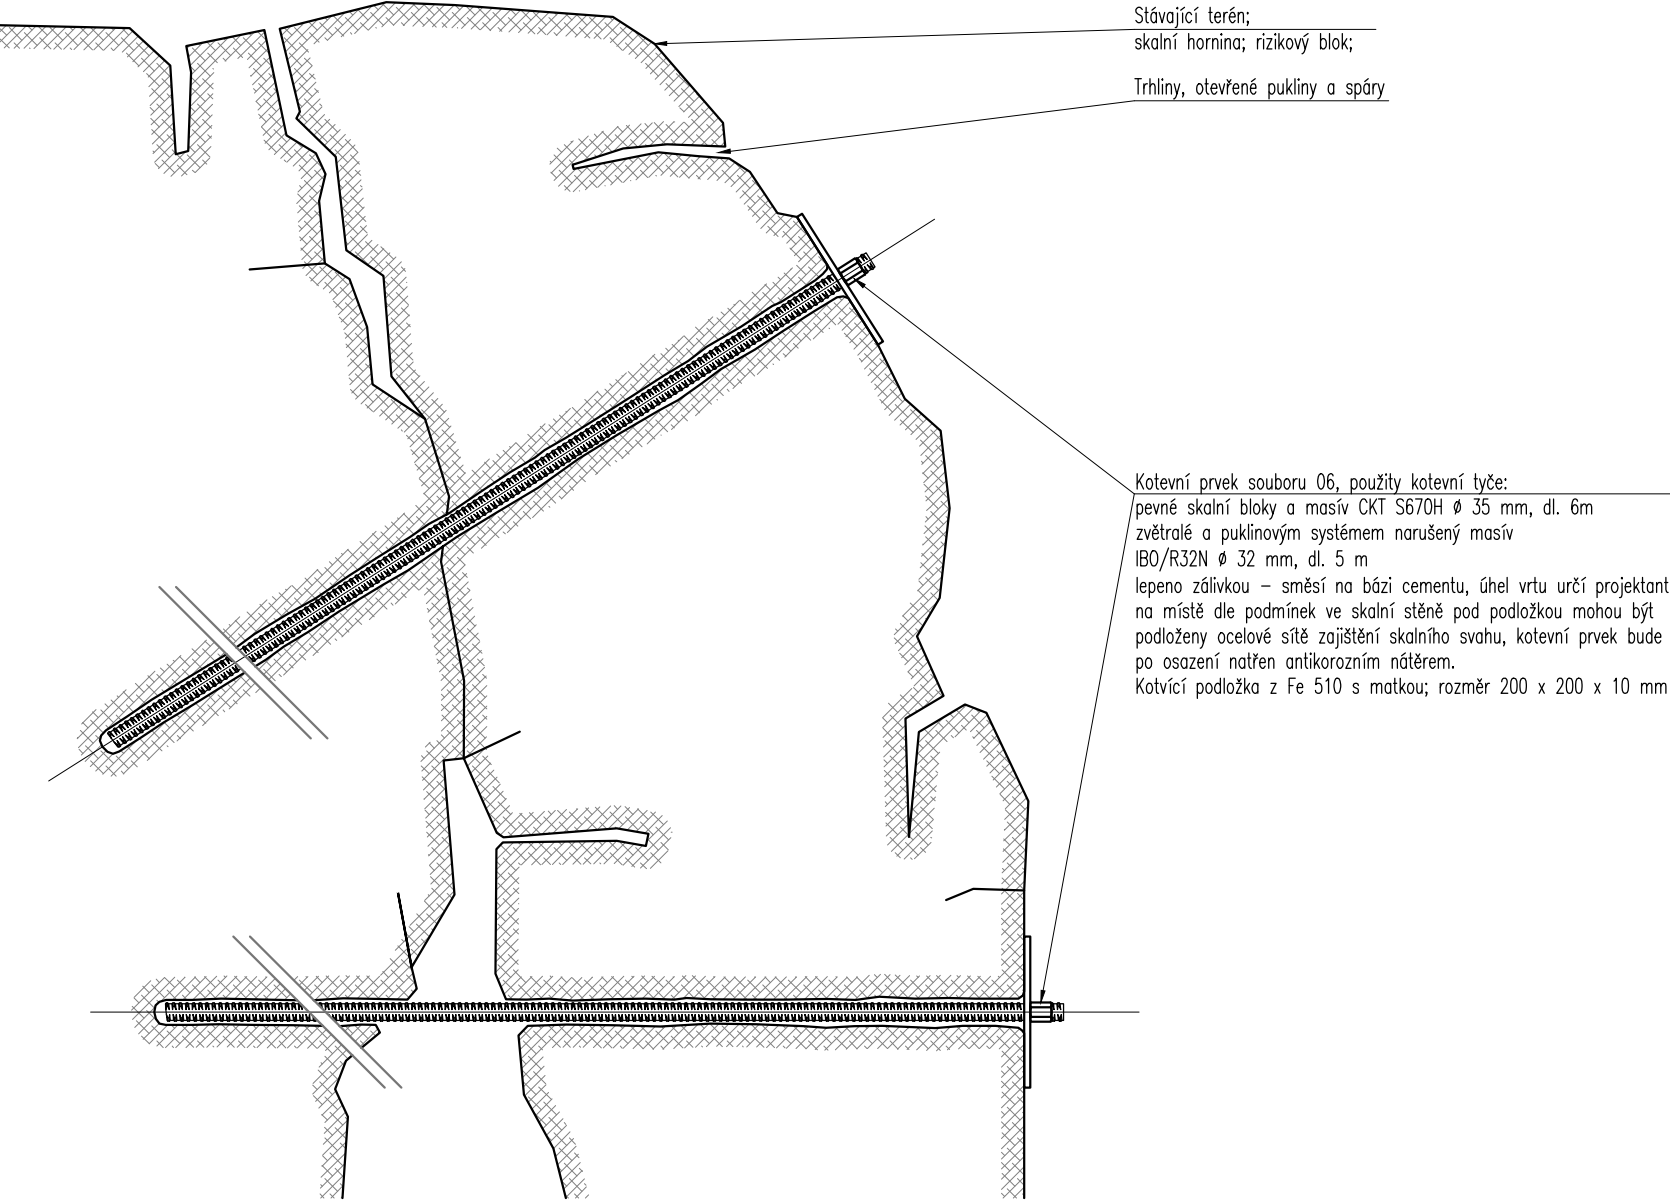 Stávající terén;
skalní hornina; rizikový blok;
Trhliny, otevřené pukliny a spáry
Kotevní prvek souboru 06, použity kotevní tyče:
pevné skalní bloky a masív CKT S670H ϕ 35 mm, dl. 6m
zvětralé a puklinovým systémem narušený masív
IBO/R32N ϕ 32 mm, dl. 5 m
lepeno zálivkou – směsí na bázi cementu, úhel vrtu určí projektant
na místě dle podmínek ve skalní stěně pod podložkou mohou být
podloženy ocelové sítě zajištění skalního svahu, kotevní prvek bude
po osazení natřen antikorozním nátěrem.
Kotvící podložka z Fe 510 s matkou; rozměr 200 x 200 x 10 mm